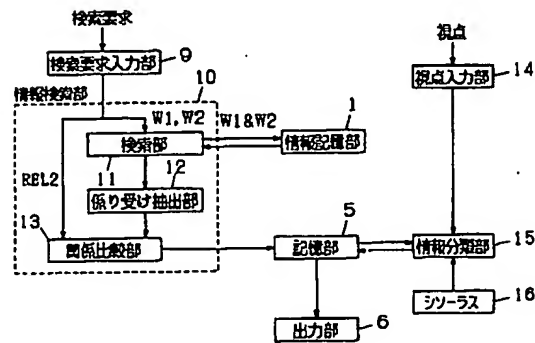 検索要求
検索要求入力部
9
視点
視点入力部
14
情報検索部
10
W1,W2
W1&W2
1
検索部
情報記憶部
11
12
REL2
係り受け抽出部
13
関係比較部
5
記憶部
情報分類部
15
シソーラス
16
出力部
6